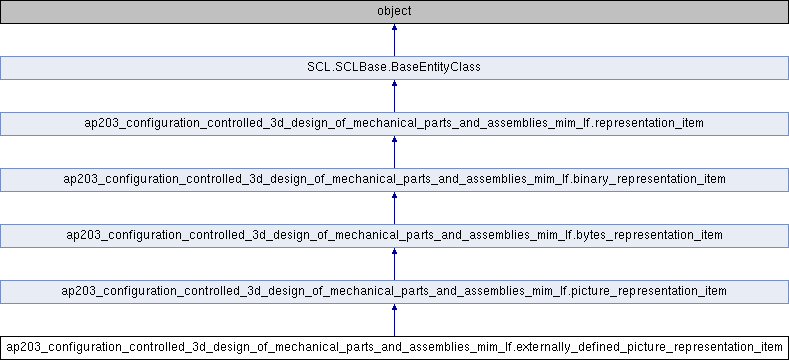 object
SCL.SCLBase.BaseEntityClass
ap203_configuration_controlled_3d_design_of_mechanical_parts_and_assemblies_mim_lf.representation_item
ap203_configuration_controlled_3d_design_of_mechanical_parts_and_assemblies_mim_lf.binary_representation_item
ap203_configuration_controlled_3d_design_of_mechanical_parts_and_assemblies_mim_lf.bytes_representation_item
ap203_configuration_controlled_3d_design_of_mechanical_parts_and_assemblies_mim_lf.picture_representation_item
ap203_configuration_controlled_3d_design_of_mechanical_parts_and_assemblies_mim_lf.externally_defined_picture_representation_item